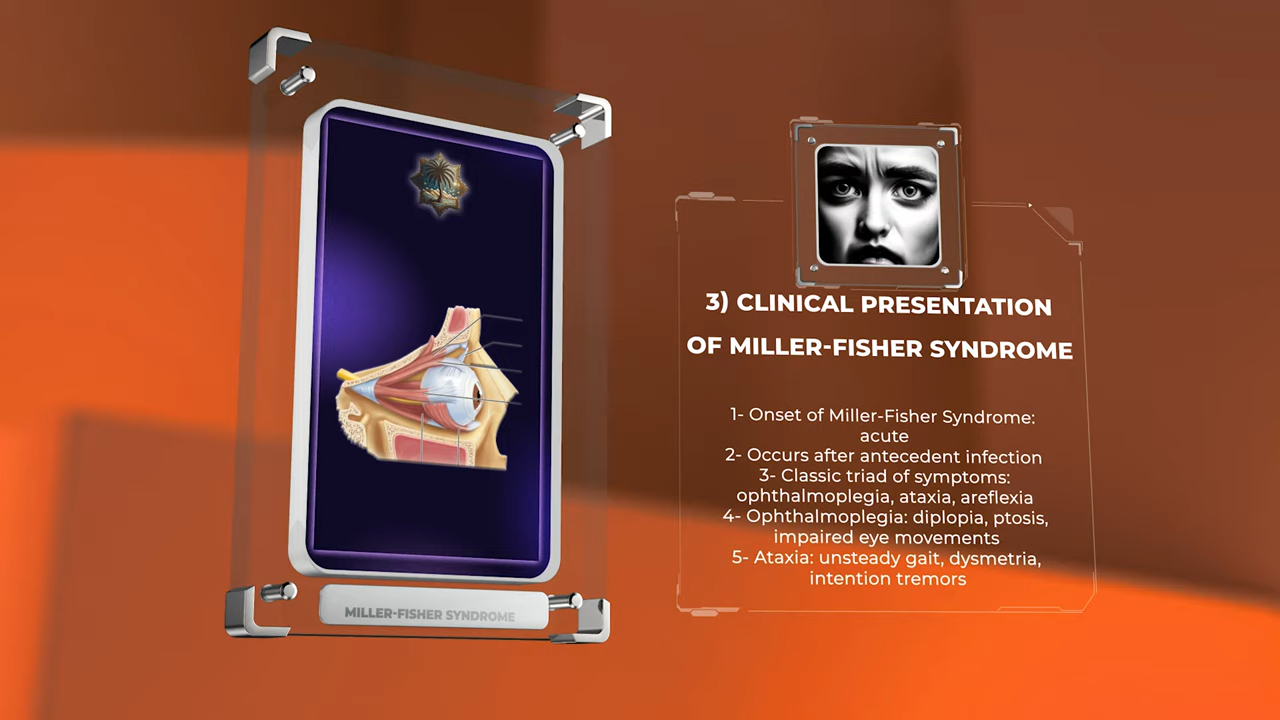 3) CLINICAL PRESENTATION
OF MILLER-FISHER SYNDROME
1- Onset of Miller-Fisher Syndrome:
acute
2- Occurs after antecedent infection
3- Classic triad of symptoms:
ophthalmoplegia, ataxia, areflexia
4- Ophthalmoplegia: diplopia, ptosis,
impaired eye movements
5- Ataxia: unsteady gait, dysmetria,
intention tremors
MILLER-FISHER SYNDROME